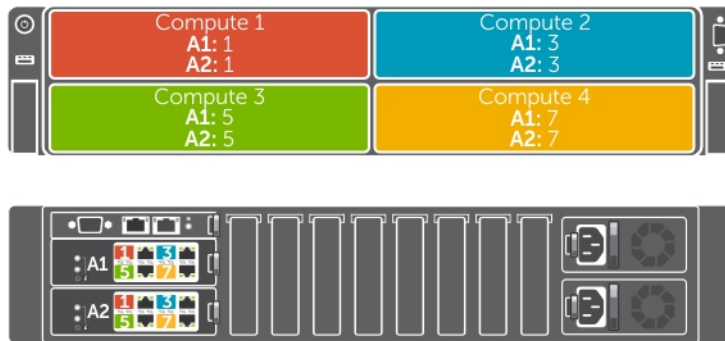 Compute 1
A1: 1
A2: 1
Compute 2
A1: 3
A2: 3
Compute 3
A1: 5
A2: 5
Compute 4
A1: 7
A2: 7
A1
1 3
5 7
A2
1 3
5 7